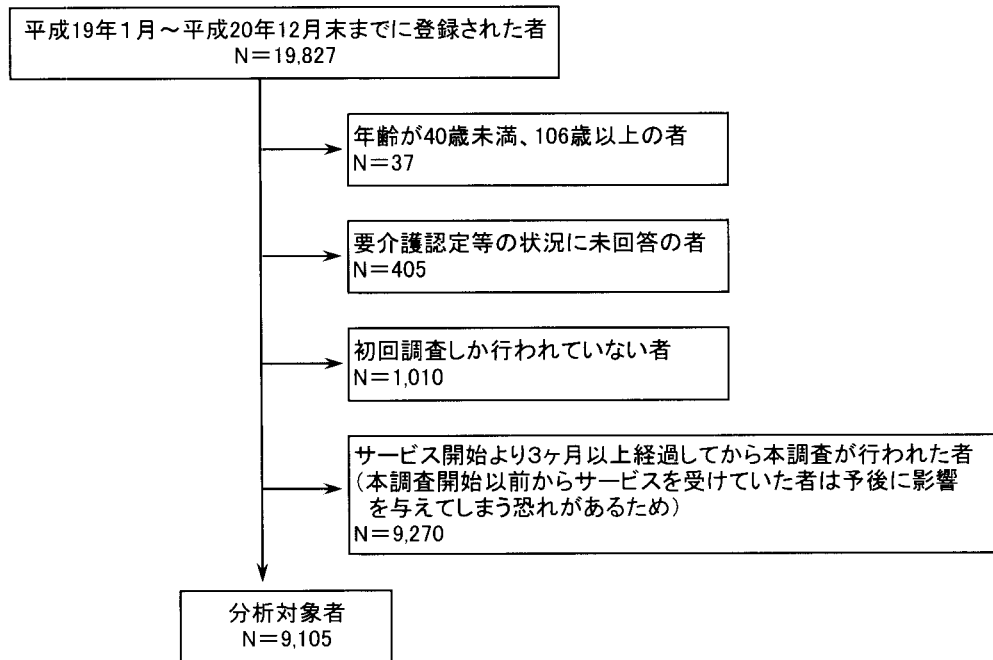 平成19年1月～平成20年12月末までに登録された者
N＝19,827
年齢が40歳未満、106歳以上の者
N＝37
要介護認定等の状況に未回答の者
N＝405
初回調査しか行われていない者
N＝1,010
サービス開始より3ヶ月以上経過してから本調査が行われた者
（本調査開始以前からサービスを受けていた者は予後に影響
を与えてしまう恐れがあるため）
N＝9,270
分析対象者
N＝9,105